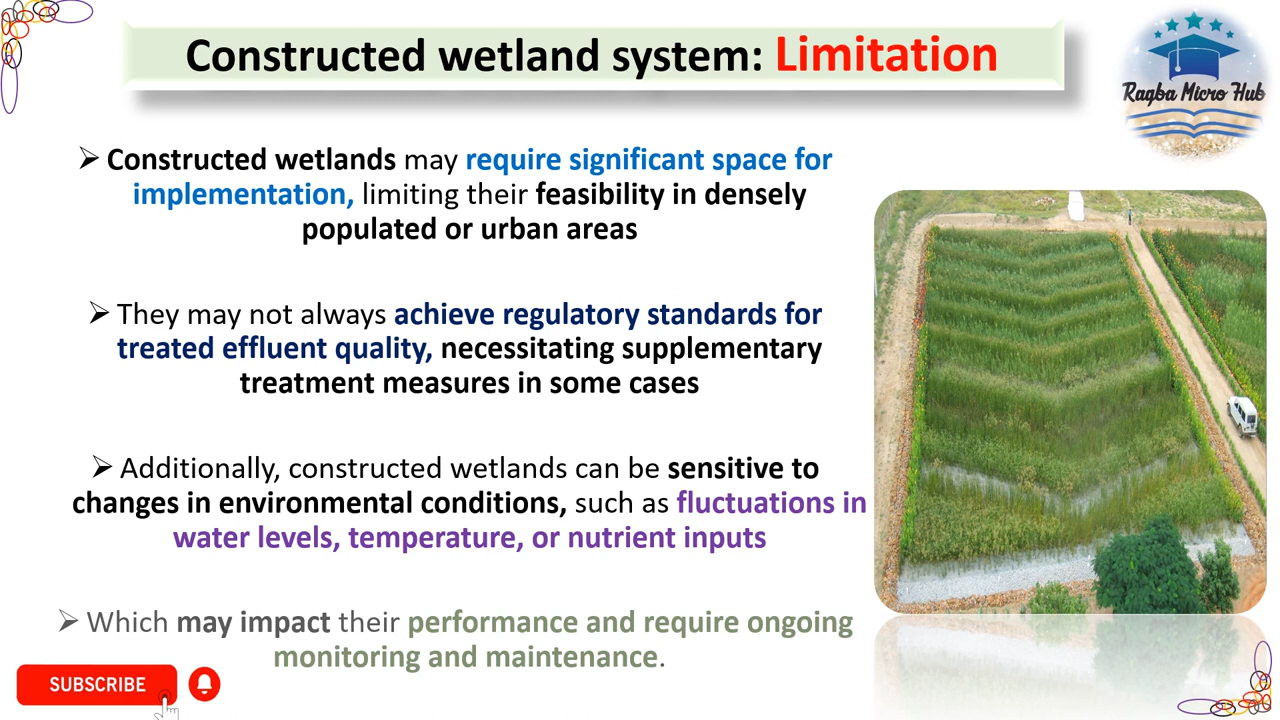 Constructed wetland system: Limitation
Ragba Micro Hub
➢ Constructed wetlands may require significant space for
implementation, limiting their feasibility in densely
populated or urban areas
➢ They may not always achieve regulatory standards for
treated effluent quality, necessitating supplementary
treatment measures in some cases
➢ Additionally, constructed wetlands can be sensitive to
changes in environmental conditions, such as fluctuations in
water levels, temperature, or nutrient inputs
➢ Which may impact their performance and require ongoing
monitoring and maintenance.
SUBSCRIBE